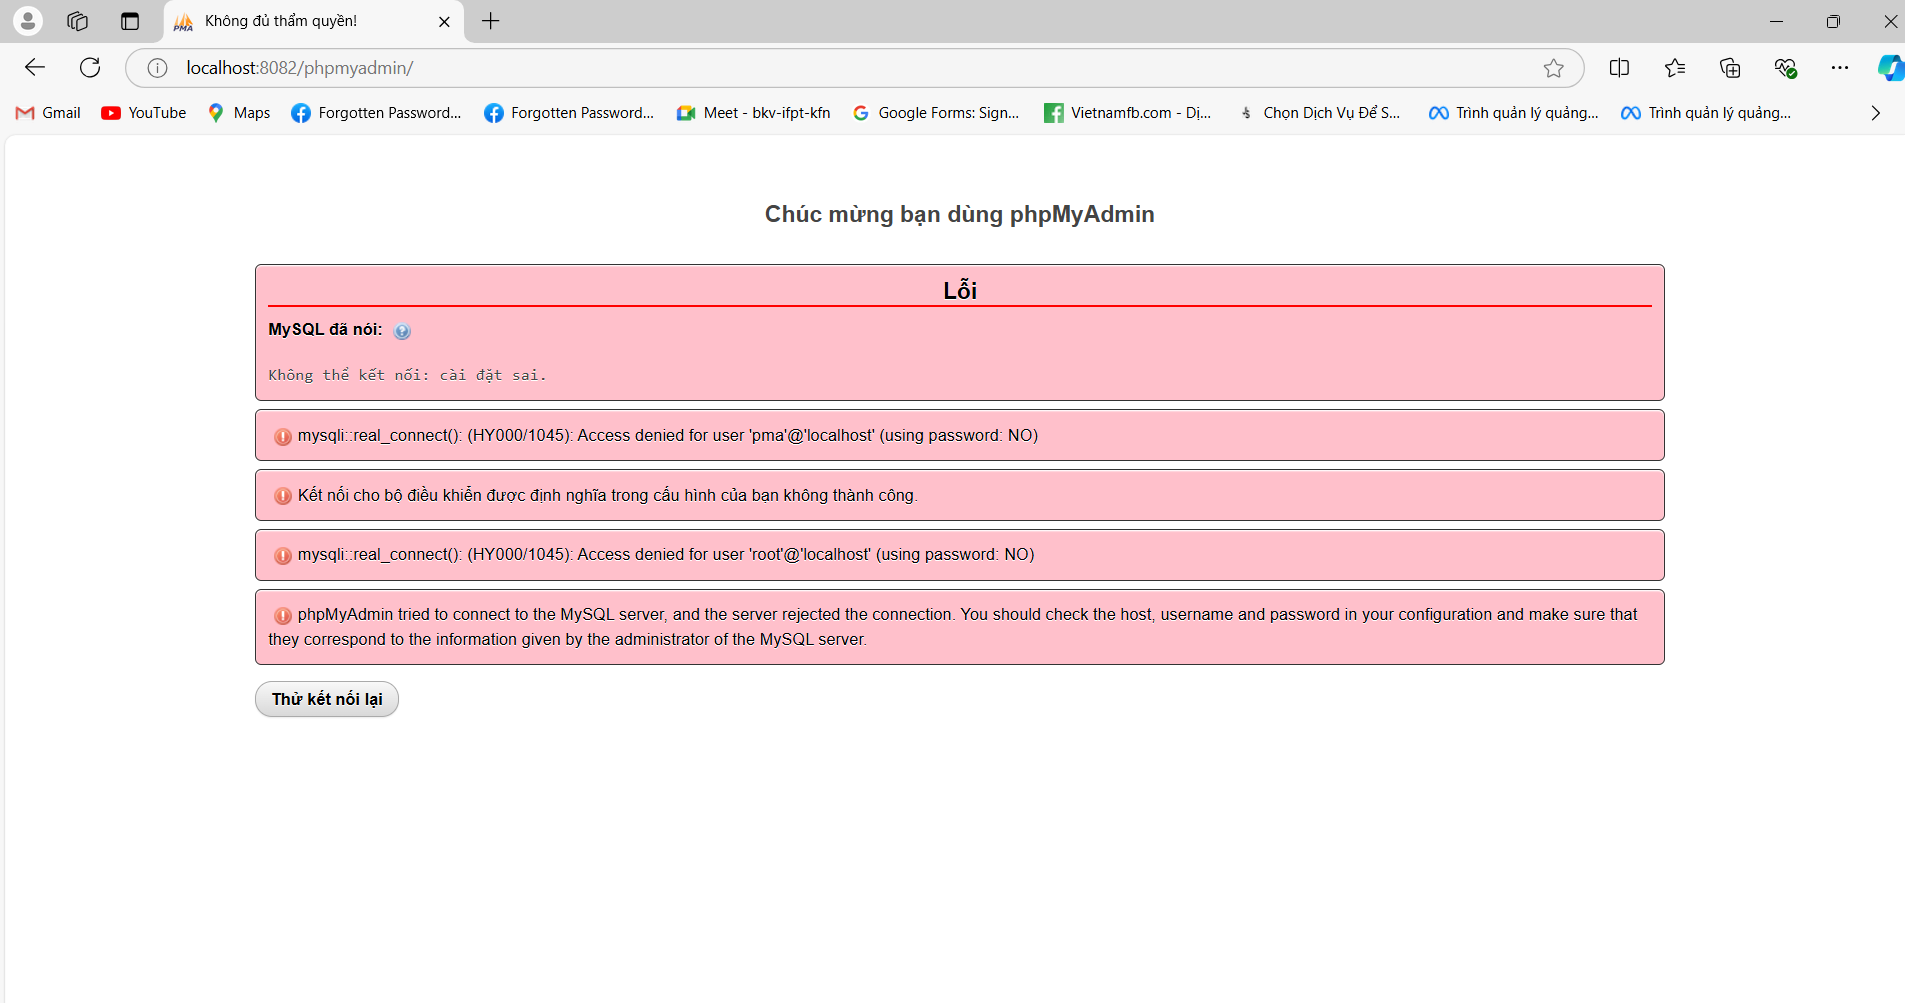 Không đủ thẩm quyền!
localhost:8082/phpmyadmin/
Gmail YouTube Maps Forgotten Password... Forgotten Password... Meet - bkv-ifpt-kfn Google Forms: Sign... Vietnamfb.com - Dị... Chọn Dịch Vụ Để S... Trình quản lý quảng... Trình quản lý quảng...
Chúc mừng bạn dùng phpMyAdmin
Lỗi
MySQL đã nói:
Không thể kết nối: cài đặt sai.
mysqli::real_connect(): (HY000/1045): Access denied for user 'pma'@'localhost' (using password: NO)
Kết nối cho bộ điều khiển được định nghĩa trong cấu hình của bạn không thành công.
mysqli::real_connect(): (HY000/1045): Access denied for user 'root'@'localhost' (using password: NO)
phpMyAdmin tried to connect to the MySQL server, and the server rejected the connection. You should check the host, username and password in your configuration and make sure that
they correspond to the information given by the administrator of the MySQL server.
Thử kết nối lại